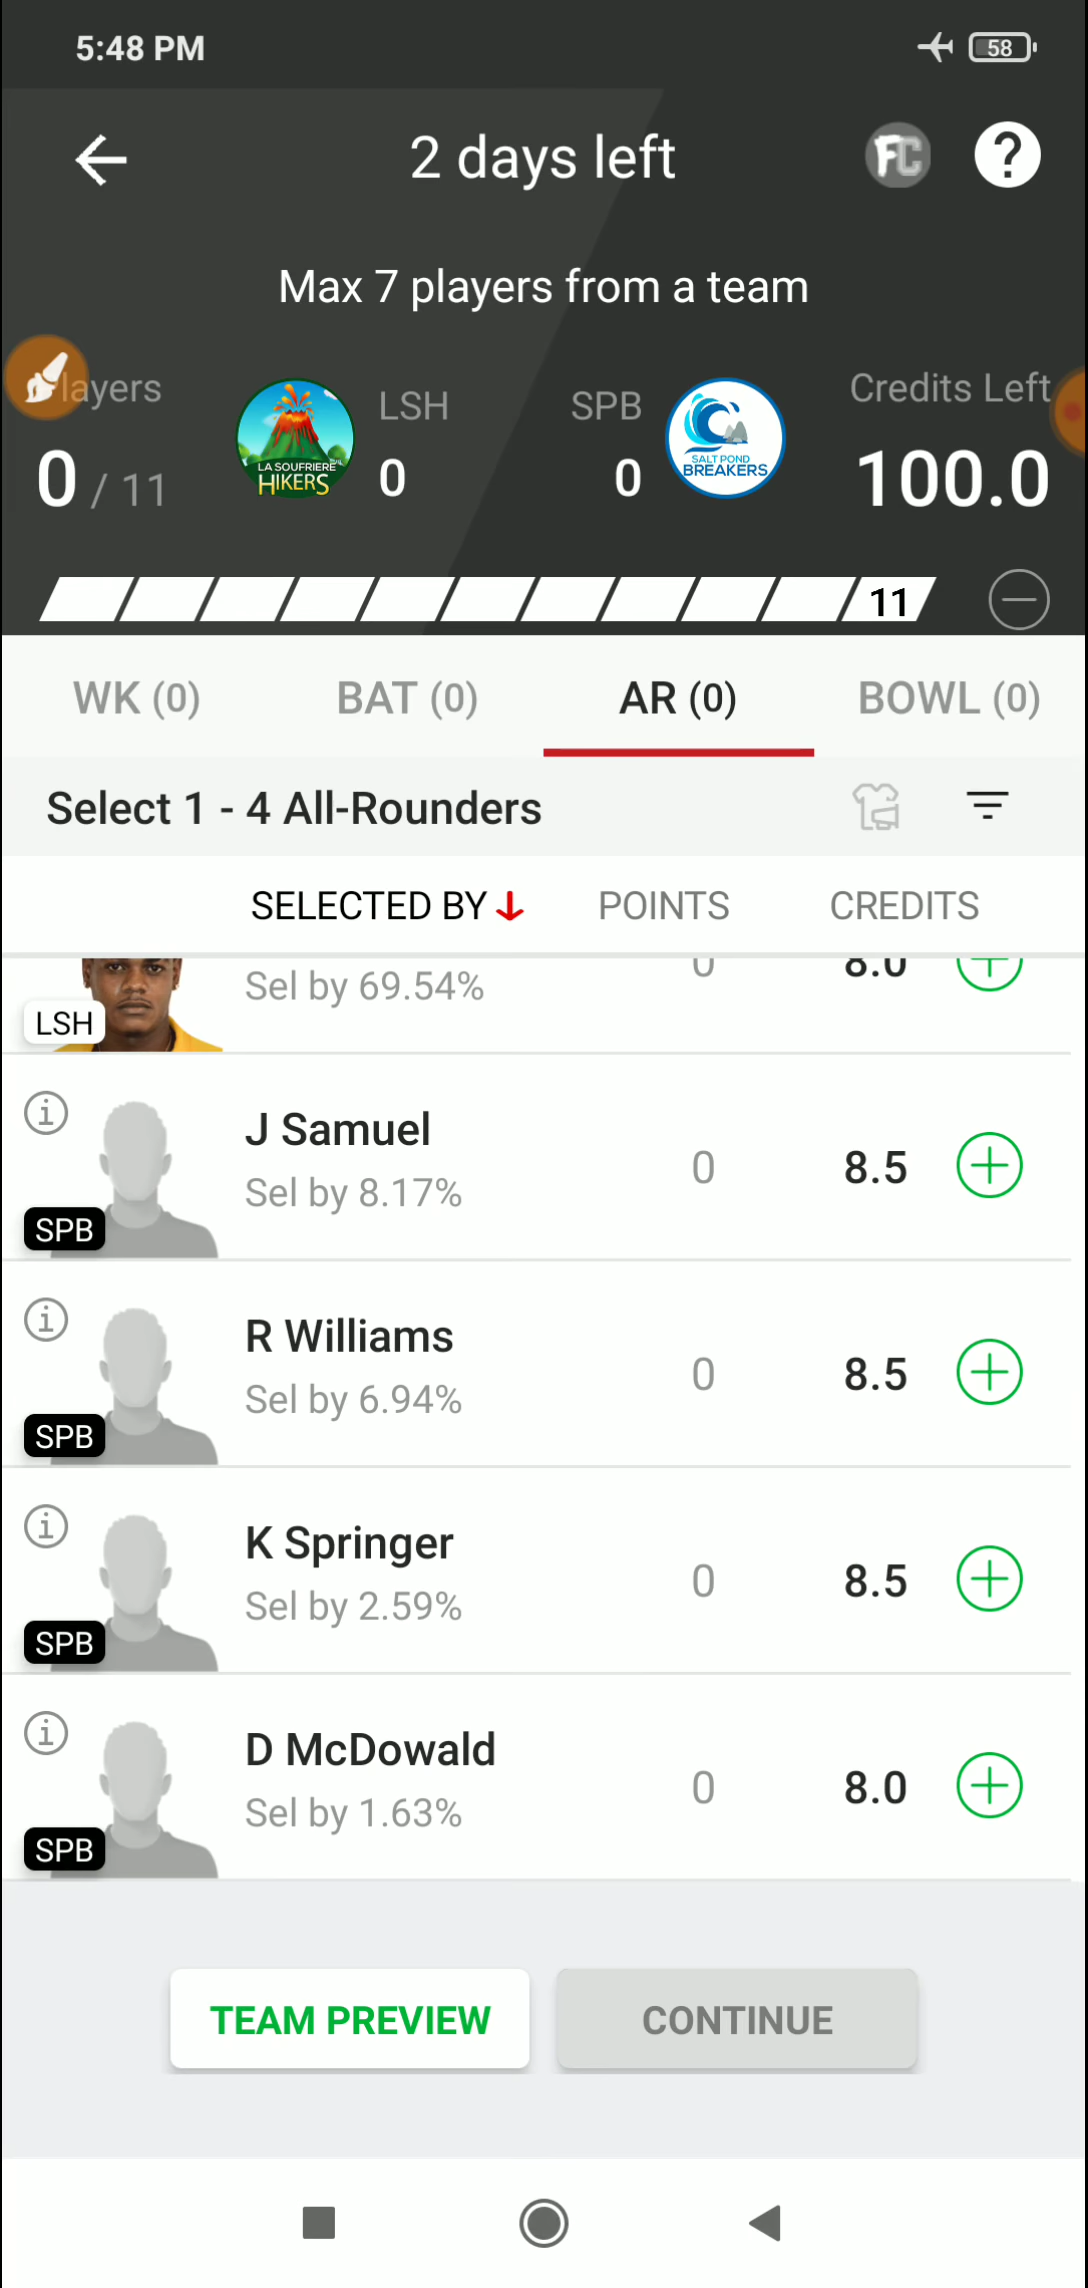 5:48 PM
58
2 days left
FC
?
Max 7 players from a team
layers
LSH
SPB
Credits Left
0 / 11
0
0
100.0
LA SOUFRIERE
HIKERS
SALT POND
BREAKERS
11
WK (0)
BAT (0)
AR (0)
BOWL (0)
Select 1 - 4 All-Rounders
SELECTED BY
POINTS
CREDITS
Sel by 69.54%
0
8.0
LSH
J Samuel
Sel by 8.17%
0
8.5
SPB
R Williams
Sel by 6.94%
0
8.5
SPB
K Springer
Sel by 2.59%
0
8.5
SPB
D McDowald
Sel by 1.63%
0
8.0
SPB
TEAM PREVIEW
CONTINUE